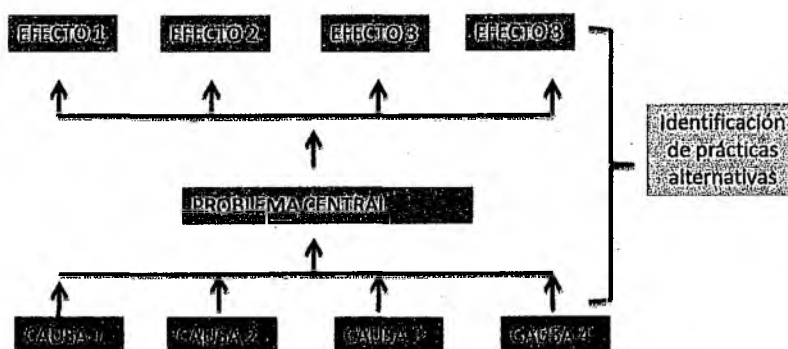 EFECTO 1
EFECTO 2
EFECTO 3
EFECTO 3
Identificación
de prácticas
alternativas
PROBLEMA CENTRAL
CAUSA 1
CAUSA 2
CAUSA
CAUSA 4